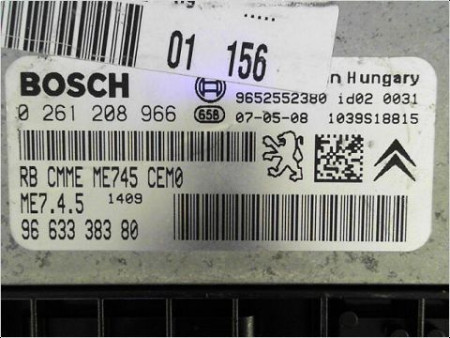 01 156
BOSCH
n Hungary
9652552380 id02 0031
0 261 208 966 G58 07-05-08 1039S18815
RB CMME ME745 CEM0
ME7.4.5 1409
96 633 383 80